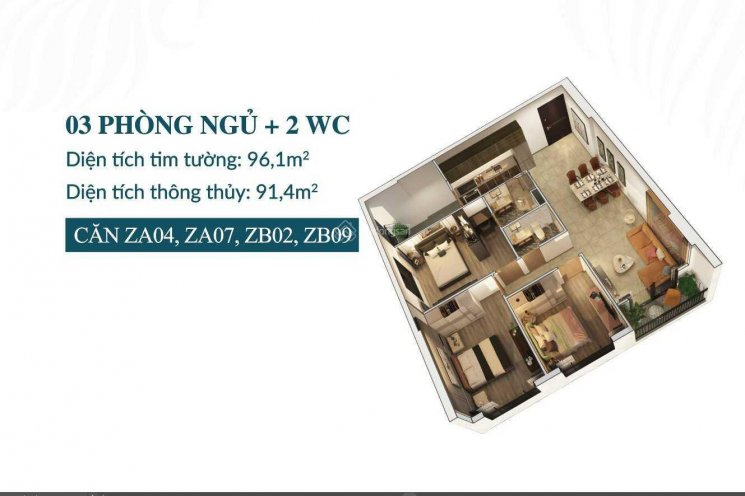 03 PHÒNG NGỦ + 2 WC
Diện tích tim tường: 96,1m²
Diện tích thông thủy: 91,4m²
CĂN ZA04, ZA07, ZB02, ZB09